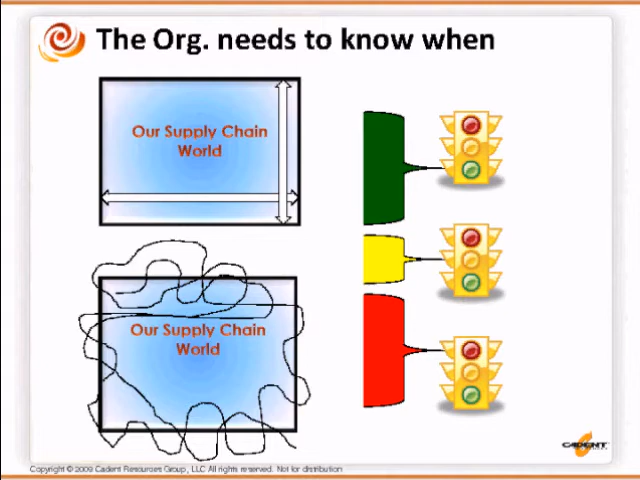 The Org. needs to know when
Our Supply Chain
World
Our Supply Chain
World
CADENT
Copyright © 2009 Cadent Resources Group, LLC All rights reserved. Not for distribution